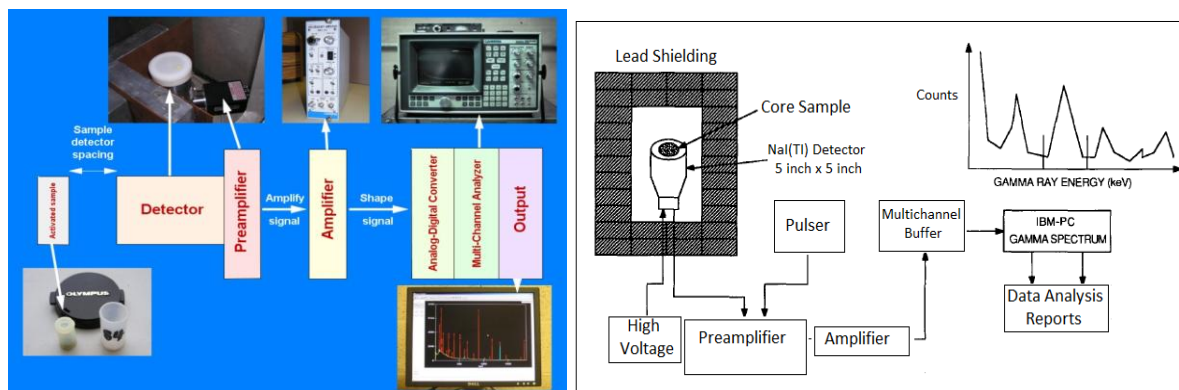 Sample
detector
spacing
Activated sample
Detector
Preamplifier
Amplify
signal
Amplifier
Shape
signal
Analog-Digital Converter
Multi-Channel Analyzer
Output
OLYMPUS
B4
Lead Shielding
Core Sample
NaI(Tl) Detector
5 inch x 5 inch
High
Voltage
Preamplifier
Pulser
Amplifier
Multichannel
Buffer
Counts
GAMMA RAY ENERGY (keV)
IBM-PC
GAMMA SPECTRUM
Data Analysis
Reports